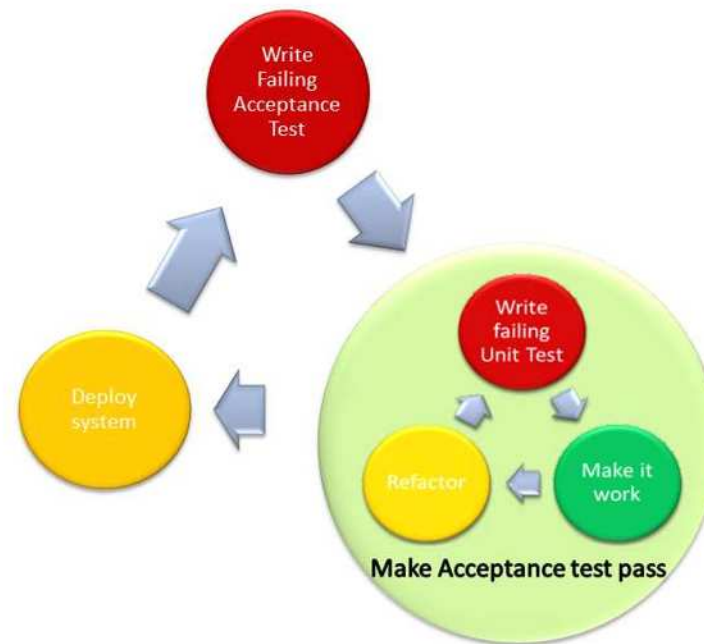 Write
Failing
Acceptance
Test
Write
failing
Unit Test
Deploy
system
Refactor
Make it
work
Make Acceptance test pass